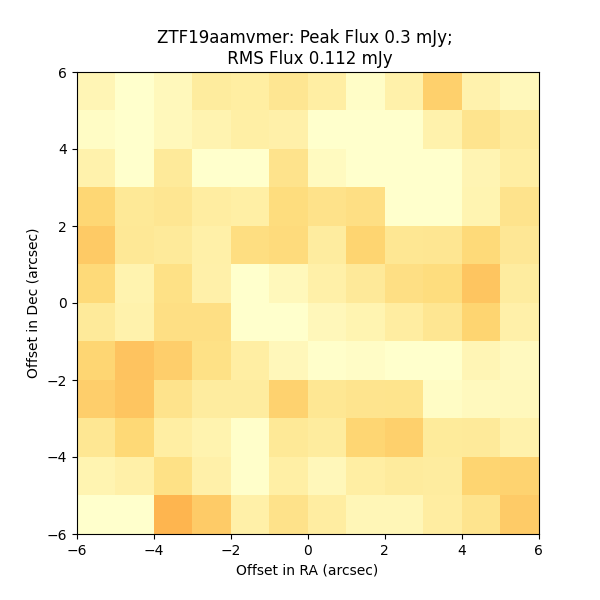 ZTF19aamvmer: Peak Flux 0.3 mJy;
RMS Flux 0.112 mJy
6
4
2
0
−2
−4
−6
Offset in Dec (arcsec)
−6 −4 −2 0 2 4 6
Offset in RA (arcsec)